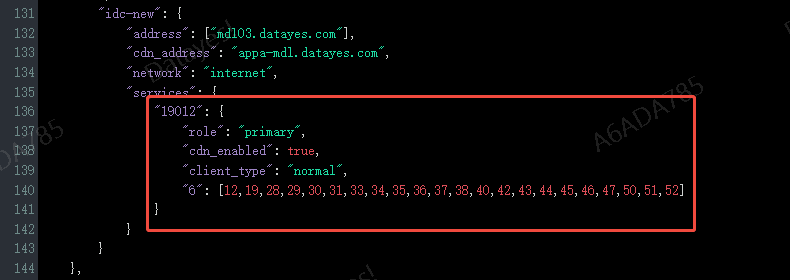 131 "idc-new": {
132 "address": ["mdl03.datayes.com"],
133 "cdn_address": "appa-mdl.datayes.com",
134 "network": "internet",
135 "services": {
136 "19012": {
137 "role": "primary",
138 "cdn_enabled": true,
139 "client_type": "normal",
140 "6": [12,19,28,29,30,31,33,34,35,36,37,38,40,42,43,44,45,46,47,50,51,52]
141 }
142 }
143 }
144 },
A6ADA785